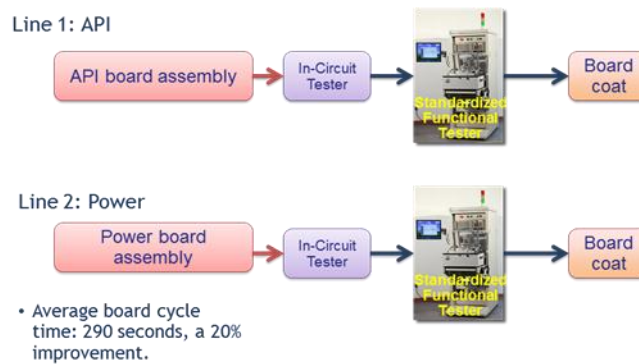 Line 1: API
API board assembly
In-Circuit
Tester
Standardized
Functional
Tester
Board
coat
Line 2: Power
Power board
assembly
In-Circuit
Tester
Standardized
Functional
Tester
Board
coat
• Average board cycle
time: 290 seconds, a 20%
improvement.